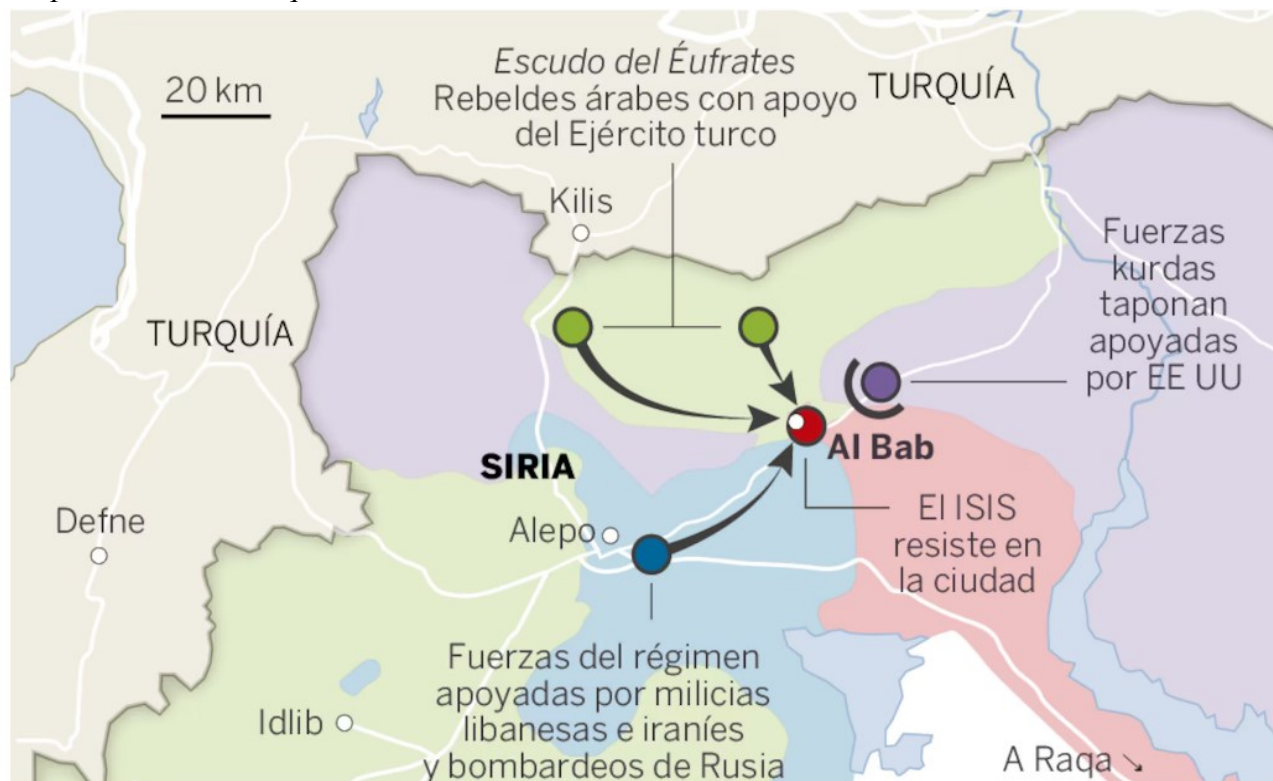 Escudo del Éufrates
Rebeldes árabes con apoyo
del Ejército turco
20 km
TURQUÍA
Kilis
Fuerzas
kurdas
taponan
apoyadas
por EE UU
TURQUÍA
Al Bab
SIRIA
Defne
Alepo
El ISIS
resiste en
la ciudad
Fuerzas del régimen
apoyadas por milicias
libanesas e iraníes
y bombardeos de Rusia
Idlib
A Raqa ↘